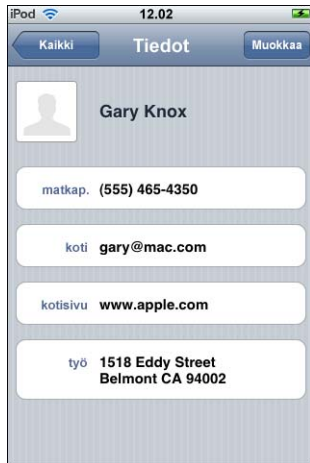 iPod 12.02
Kaikki Tiedot Muokkaa
Gary Knox
matkap. (555) 465-4350
koti gary@mac.com
kotisivu www.apple.com
työ 1518 Eddy Street
Belmont CA 94002